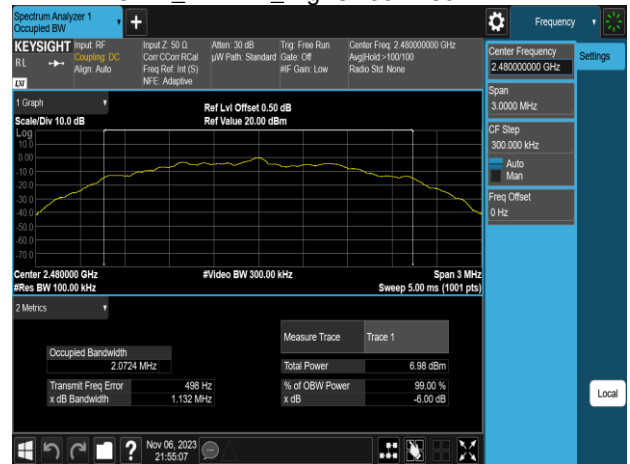 Spectrum Analyzer 1
Occupied BW
Frequency
KEYSIGHT
Input: RF
Coupling: DC
Align: Auto
R L
LXI
Input Z: 50 Ω
Corr CCorr RCal
Freq Ref: Int (S)
NFE: Adaptive
Atten: 30 dB
µW Path: Standard
Trig: Free Run
Gate: Off
#IF Gain: Low
Center Freq: 2.480000000 GHz
Avg|Hold:>100/100
Radio Std: None
Center Frequency
2.480000000 GHz
Settings
Span
3.0000 MHz
CF Step
300.000 kHz
Auto
Man
Freq Offset
0 Hz
Local
1 Graph
Scale/Div 10.0 dB
Ref Lvl Offset 0.50 dB
Ref Value 20.00 dBm
Log
10.0
0.00
-10.0
-20.0
-30.0
-40.0
-50.0
-60.0
-70.0
Center 2.480000 GHz
#Res BW 100.00 kHz
#Video BW 300.00 kHz
Span 3 MHz
Sweep 5.00 ms (1001 pts)
2 Metrics
Measure Trace Trace 1
Occupied Bandwidth
2.0724 MHz
Total Power 6.98 dBm
Transmit Freq Error 498 Hz
% of OBW Power 99.00 %
x dB Bandwidth 1.132 MHz
x dB -6.00 dB
Nov 06, 2023
21:55:07